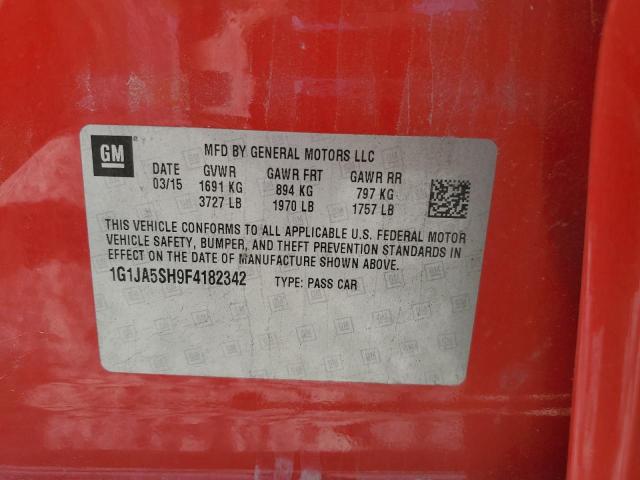 GM
MFD BY GENERAL MOTORS LLC
DATE GVWR GAWR FRT GAWR RR
03/15 1691 KG 894 KG 797 KG
3727 LB 1970 LB 1757 LB
THIS VEHICLE CONFORMS TO ALL APPLICABLE U.S. FEDERAL MOTOR
VEHICLE SAFETY, BUMPER, AND THEFT PREVENTION STANDARDS IN
EFFECT ON THE DATE OF MANUFACTURE SHOWN ABOVE.
1G1JA5SH9F4182342 TYPE: PASS CAR